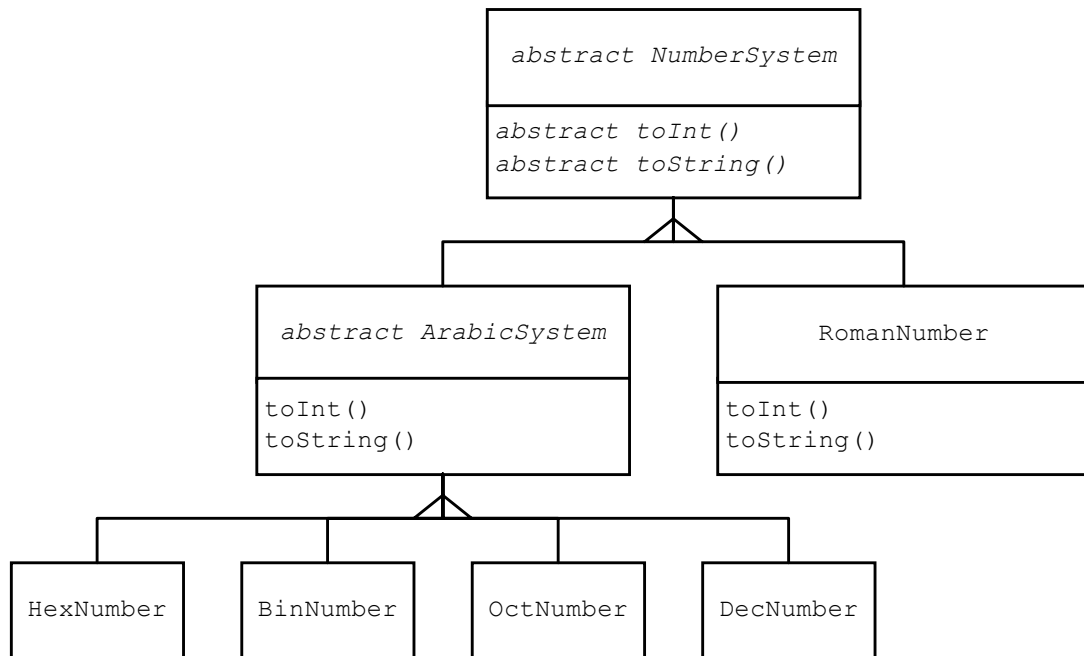 abstract NumberSystem
abstract toInt()
abstract toString()
abstract ArabicSystem
toInt()
toString()
RomanNumber
toInt()
toString()
HexNumber
BinNumber
OctNumber
DecNumber